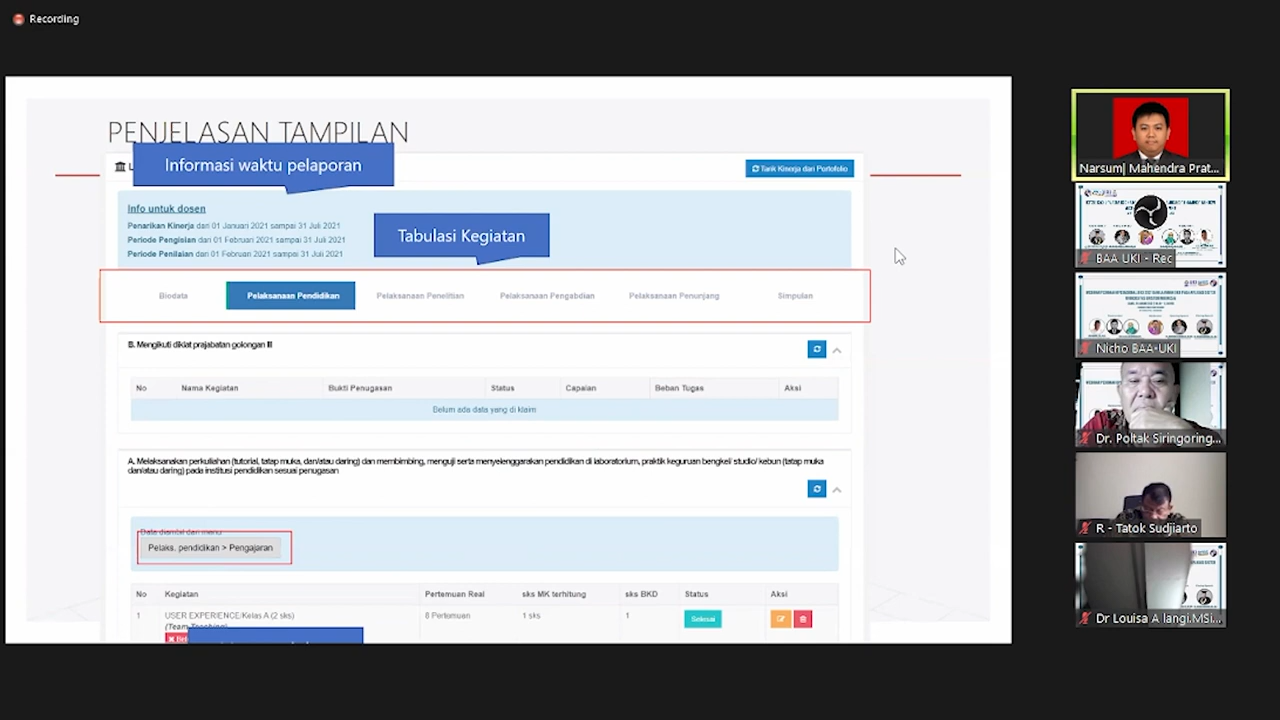 Recording
PENJELASAN TAMPILAN
Informasi waktu pelaporan
Tarik Kinerja dari Portofolio
Info untuk dosen
Penarikan Kinerja dari 01 Januari 2021 sampai 31 Juli 2021
Periode Pengisian dari 01 Februari 2021 sampai 31 Juli 2021
Periode Penilaian dari 01 Februari 2021 sampai 31 Juli 2021
Tabulasi Kegiatan
Biodata
Pelaksanaan Pendidikan
Pelaksanaan Penelitian
Pelaksanaan Pengabdian
Pelaksanaan Penunjang
Simpulan
B. Mengikuti diklat prajabatan golongan III
No Nama Kegiatan Bukti Penugasan Status Capaian Beban Tugas Aksi
Belum ada data yang di klaim
A. Melaksanakan perkuliahan (tutorial, tatap muka, dan/atau daring) dan membimbing, menguji serta menyelenggarakan pendidikan di laboratorium, praktik keguruan bengkel/ studio/ kebun (tatap muka
dan/atau daring) pada institusi pendidikan sesuai penugasan
Data diambil dari menu
Pelaks. pendidikan > Pengajaran
No Kegiatan Pertemuan Real sks MK terhitung sks BKD Status Aksi
1 USER EXPERIENCE/Kelas A (2 sks) 8 Pertemuan 1 sks 1 Selesai
(Team Teaching)
Narsum| Mahendra Prat...
BAA UKI - Rec
Nicho BAA-UKI
Dr. Poltak Siringoring...
R - Tatok Sudjiarto
Dr Louisa A langi.MSi...